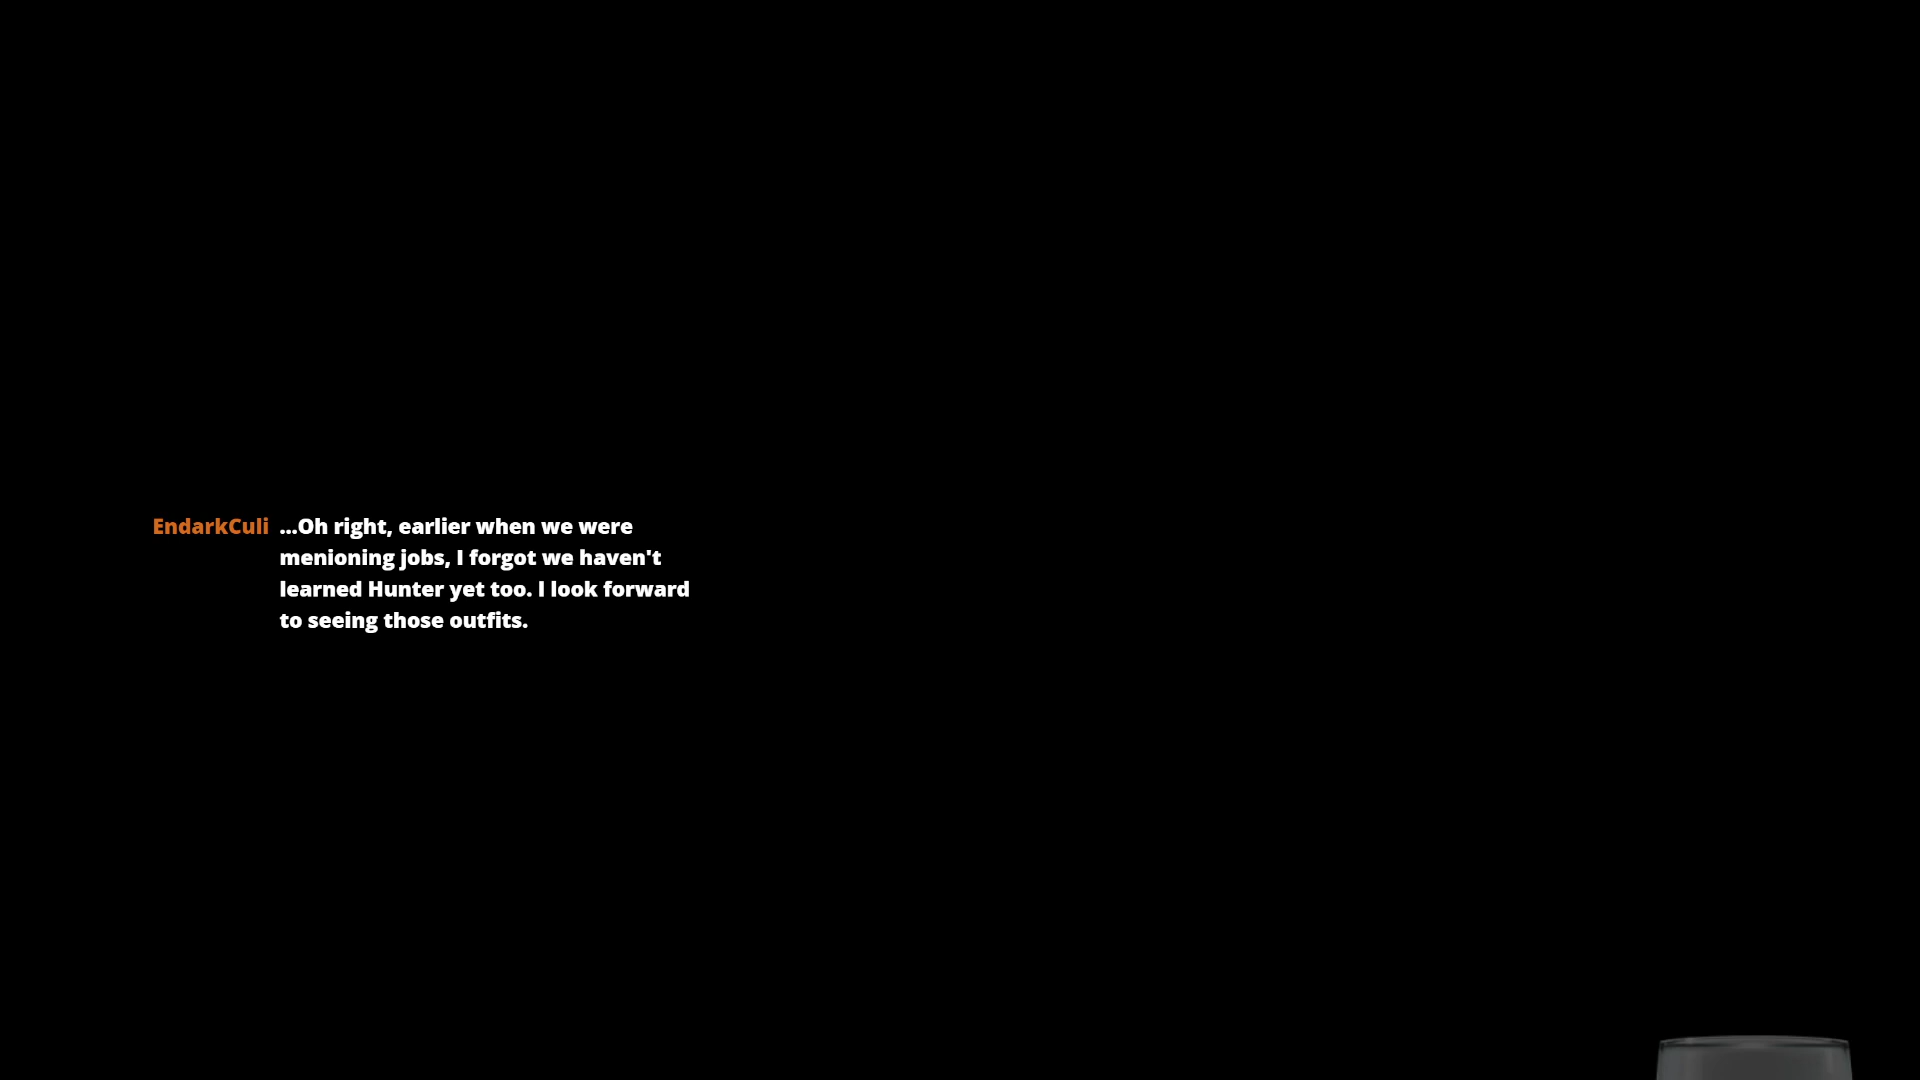 EndarkCuli ...Oh right, earlier when we were
menioning jobs, I forgot we haven't
learned Hunter yet too. I look forward
to seeing those outfits.